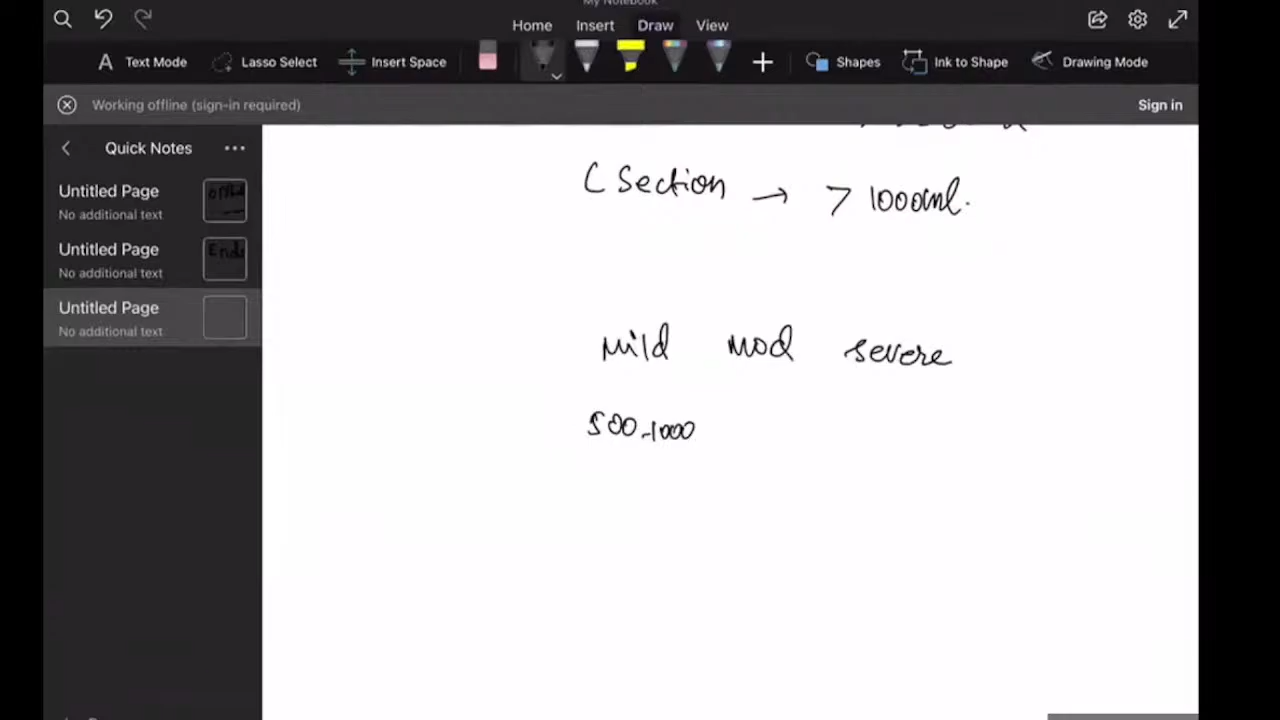 My Notebook
Home Insert Draw View
Text Mode Lasso Select Insert Space Shapes Ink to Shape Drawing Mode
Working offline (sign-in required) Sign in
Quick Notes
Untitled Page
No additional text
Untitled Page
No additional text
Untitled Page
No additional text
C Section → > 1000ml.
Mild Mod severe
500-1000